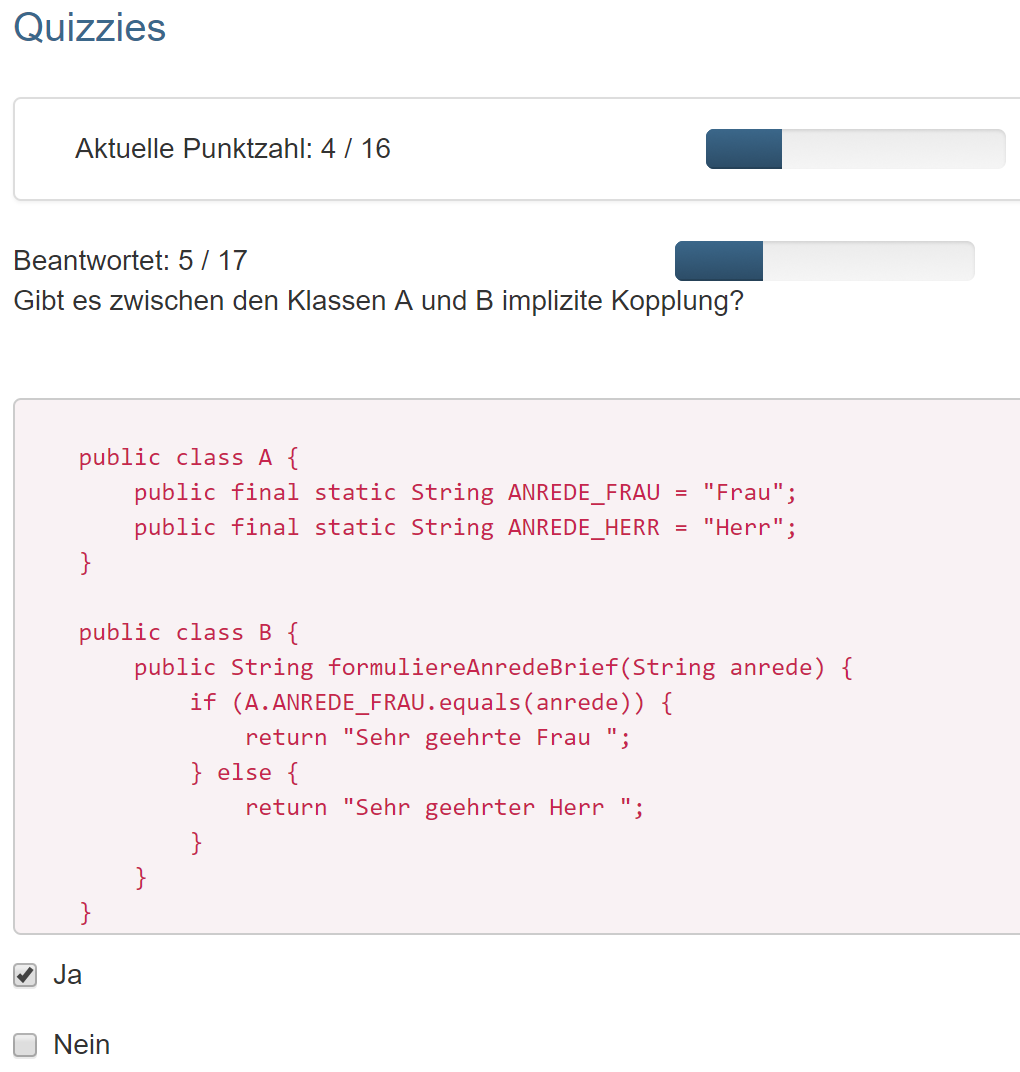 Quizzies
Aktuelle Punktzahl: 4 / 16
Beantwortet: 5 / 17
Gibt es zwischen den Klassen A und B implizite Kopplung?
public class A {
    public final static String ANREDE_FRAU = "Frau";
    public final static String ANREDE_HERR = "Herr";
}
public class B {
    public String formuliereAnredeBrief(String anrede) {
        if (A.ANREDE_FRAU.equals(anrede)) {
            return "Sehr geehrte Frau ";
        } else {
            return "Sehr geehrter Herr ";
        }
    }
}
Ja
Nein